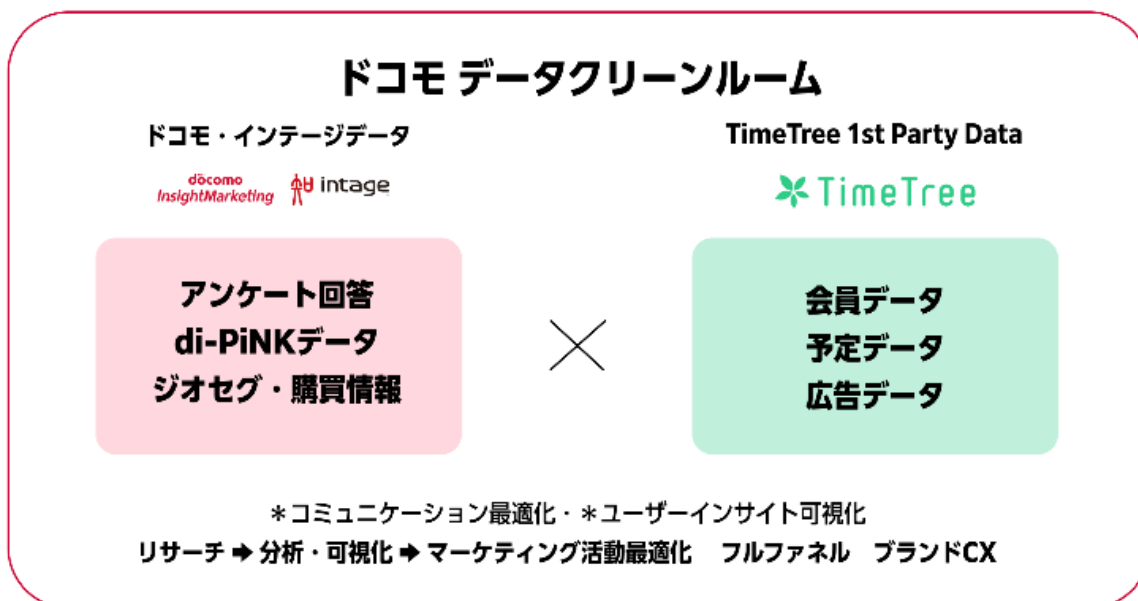 ドコモ データクリーンルーム
ドコモ・インテージデータ
döcomo
InsightMarketing
intage
アンケート回答
di-PiNKデータ
ジオセグ・購買情報
×
TimeTree 1st Party Data
TimeTree
会員データ
予定データ
広告データ
＊コミュニケーション最適化・＊ユーザーインサイト可視化
リサーチ ➡ 分析・可視化 ➡ マーケティング活動最適化　フルファネル　ブランドCX